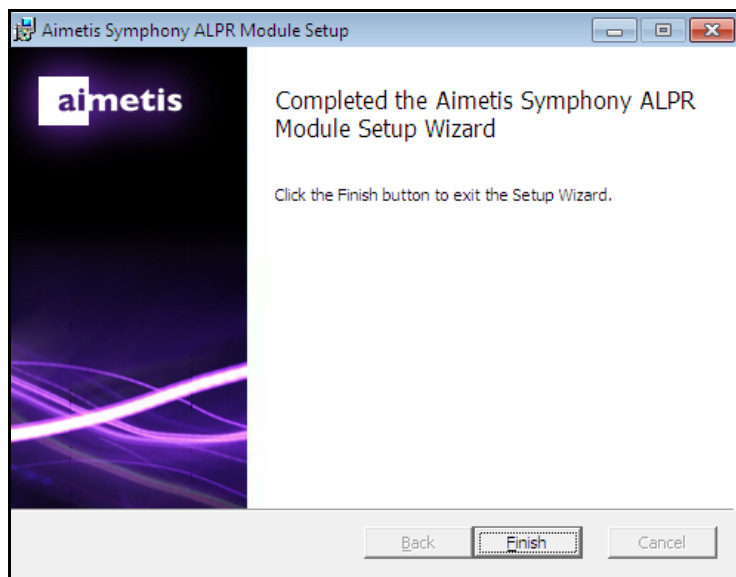 Aimetis Symphony ALPR Module Setup
aimetis
Completed the Aimetis Symphony ALPR
Module Setup Wizard
Click the Finish button to exit the Setup Wizard.
Back Finish Cancel